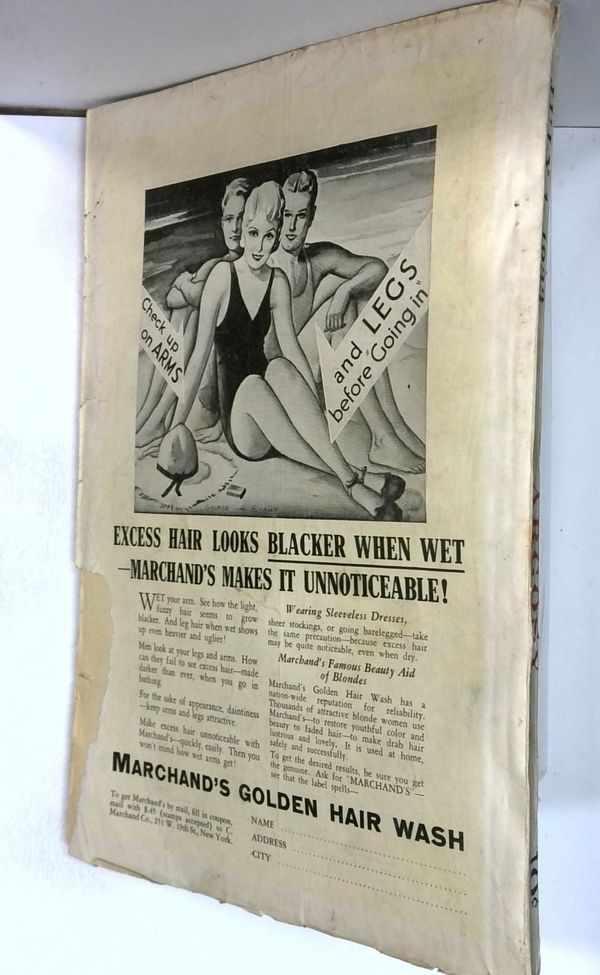 Check up
on ARMS
and LEGS
before "Going in"
GEORGE EVANS
EXCESS HAIR LOOKS BLACKER WHEN WET
—MARCHAND'S MAKES IT UNNOTICEABLE!
WET your arm. See how the light,
fuzzy hair seems to grow
blacker. And leg hair when wet shows
up even heavier and uglier!
Men look at your legs and arms. How
can they fail to see excess hair—made
darker than ever, when you go in
bathing.
For the sake of appearance, daintiness
—keep arms and legs attractive.
Make excess hair unnoticeable with
Marchand's—quickly, easily. Then you
won't mind how wet arms get!
Wearing Sleeveless Dresses,
sheer stockings, or going barelegged—take
the same precaution—because excess hair
may be quite noticeable, even when dry.
Marchand's Famous Beauty Aid
of Blondes
Marchand's Golden Hair Wash has a
nation-wide reputation for reliability.
Thousands of attractive blonde women use
Marchand's—to restore youthful color and
beauty to faded hair—to make drab hair
lustrous and lovely. It is used at home,
safely and successfully.
To get the desired results, be sure you get
the genuine. Ask for "MARCHAND'S"—
see that the label spells—
MARCHAND'S GOLDEN HAIR WASH
To get Marchand's by mail, fill in coupon,
mail with $.45 (stamps accepted) to C.
Marchand Co., 251 W. 19th St., New York.
NAME
ADDRESS
CITY
ARGOSY
10¢